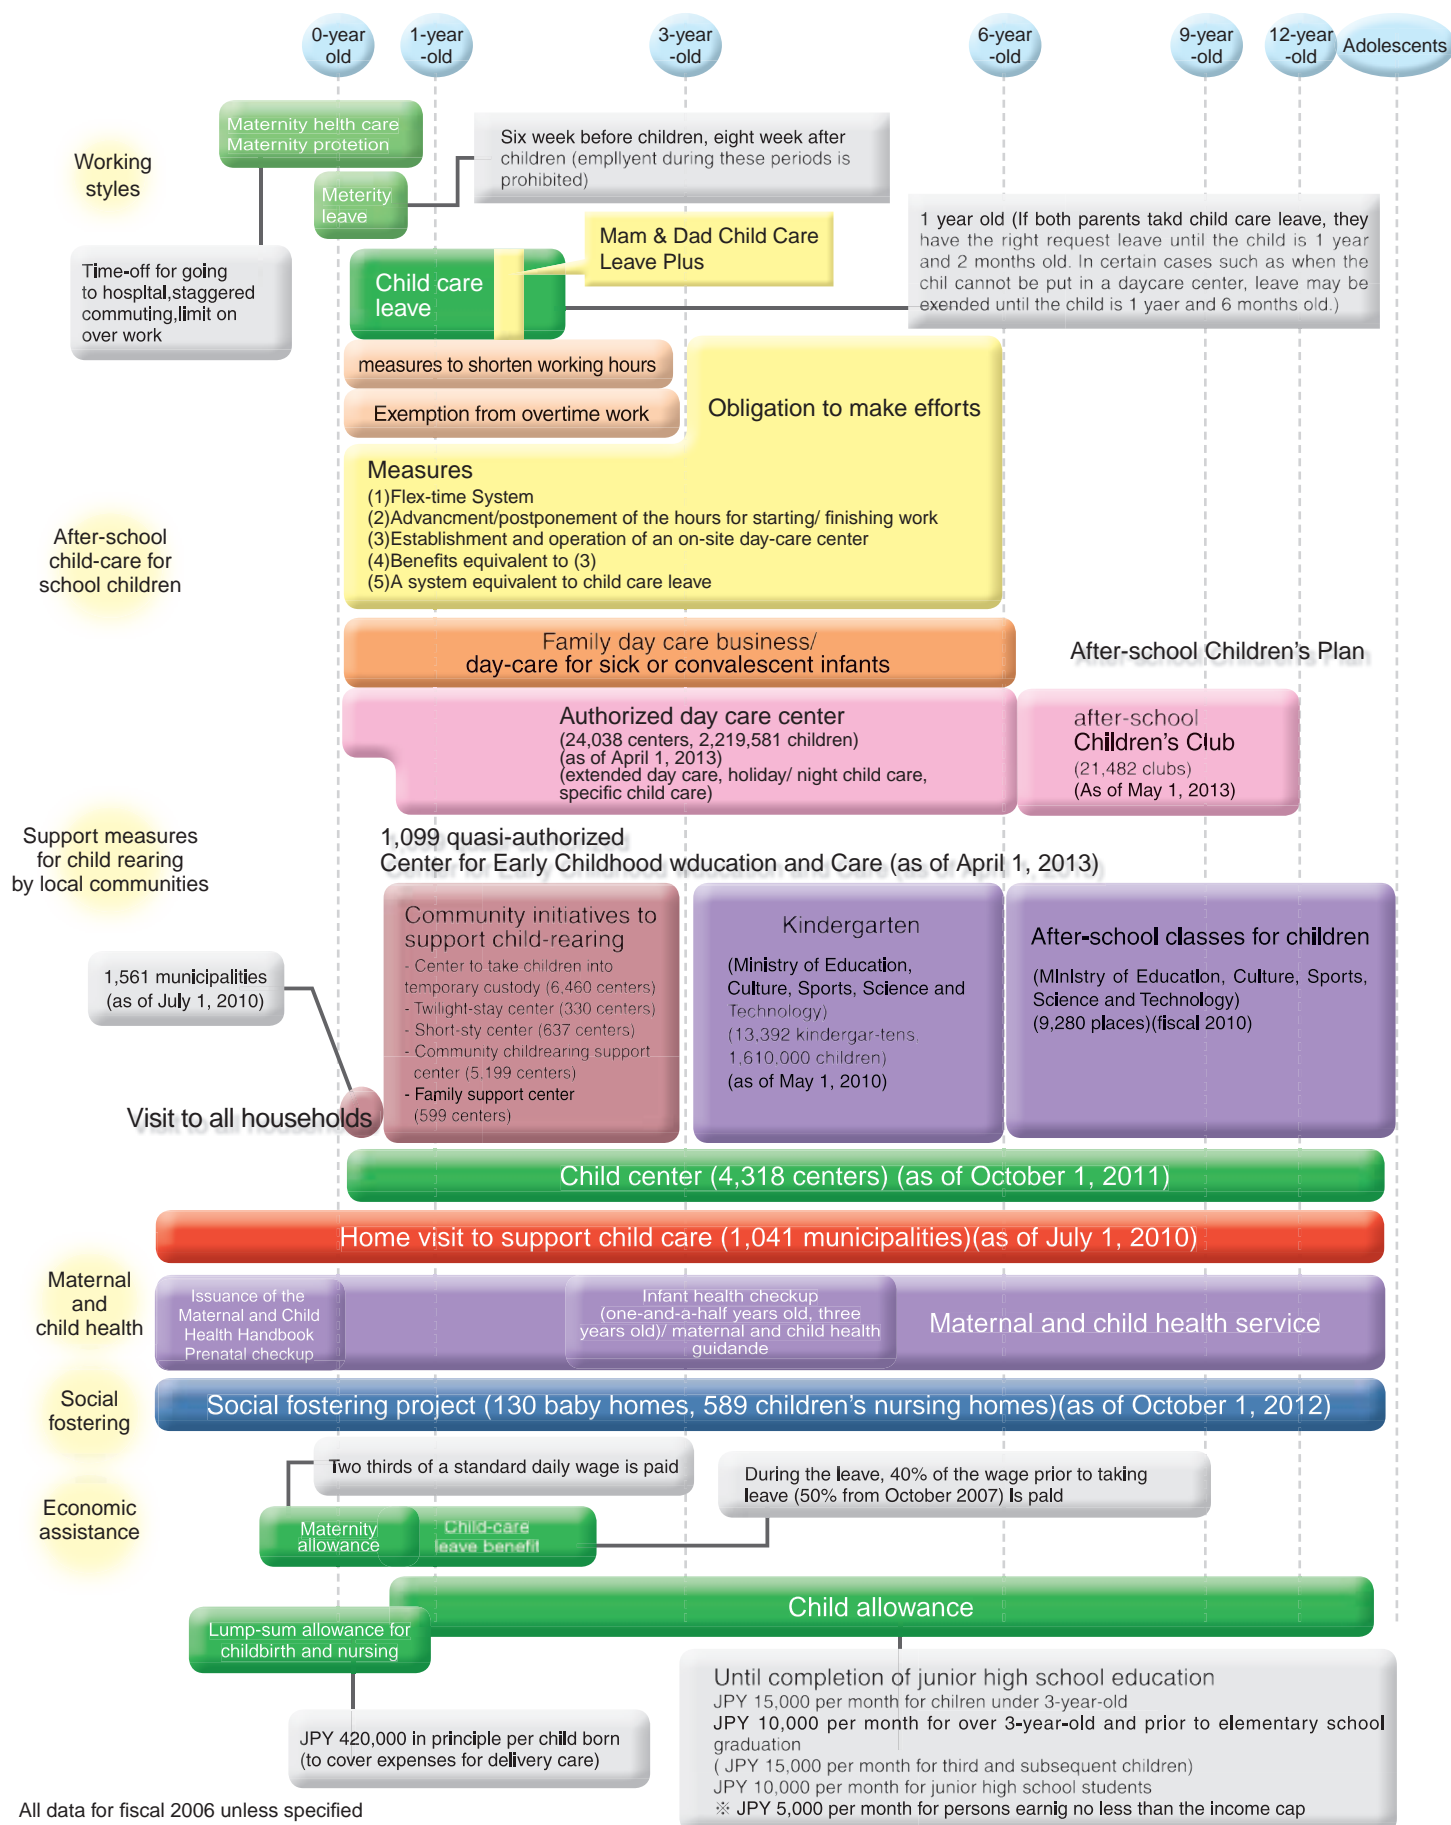 0-year
old
1-year
-old
3-year
-old
6-year
-old
9-year
-old
12-year
-old
Adolescents
Working
styles
Maternity helth care
Maternity protetion
Meterity
leave
Six week before children, eight week after
children (empllyent during these periods is
prohibited)
Time-off for going
to hospltal,staggered
commuting,limit on
over work
Child care
leave
Mam & Dad Child Care
Leave Plus
1 year old (If both parents takd child care leave, they
have the right request leave until the child is 1 year
and 2 months old. In certain cases such as when the
chil cannot be put in a daycare center, leave may be
exended until the child is 1 yaer and 6 months old.)
measures to shorten working hours
Exemption from overtime work
Obligation to make efforts
Measures
(1)Flex-time System
(2)Advancment/postponement of the hours for starting/ finishing work
(3)Establishment and operation of an on-site day-care center
(4)Benefits equivalent to (3)
(5)A system equivalent to child care leave
After-school
child-care for
school children
Family day care business/
day-care for sick or convalescent infants
After-school Children's Plan
Authorized day care center
(24,038 centers, 2,219,581 children)
(as of April 1, 2013)
(extended day care, holiday/ night child care,
specific child care)
after-school
Children's Club
(21,482 clubs)
(As of May 1, 2013)
Support measures
for child rearing
by local communities
1,099 quasi-authorized
Center for Early Childhood wducation and Care (as of April 1, 2013)
1,561 municipalities
(as of July 1, 2010)
Visit to all households
Community initiatives to
support child-rearing
- Center to take children into
temporary custody (6,460 centers)
- Twilight-stay center (330 centers)
- Short-sty center (637 centers)
- Community childrearing support
center (5,199 centers)
- Family support center
(599 centers)
Kindergarten
(Ministry of Education,
Culture, Sports, Science and
Technology)
(13,392 kindergar-tens,
1,610,000 children)
(as of May 1, 2010)
After-school classes for children
(MInIstry of Education, Culture, Sports,
Science and Technology)
(9,280 places)(fiscal 2010)
Child center (4,318 centers) (as of October 1, 2011)
Home visit to support child care (1,041 municipalities)(as of July 1, 2010)
Maternal
and
child health
Issuance of the
Maternal and Child
Health Handbook
Prenatal checkup
Infant health checkup
(one-and-a-half years old, three
years old)/ maternal and child health
guidande
Maternal and child health service
Social
fostering
Social fostering project (130 baby homes, 589 children's nursing homes)(as of October 1, 2012)
Economic
assistance
Two thirds of a standard daily wage is paid
During the leave, 40% of the wage prior to taking
leave (50% from October 2007) Is paid
Maternity
allowance
Child-care
leave benefit
Child allowance
Lump-sum allowance for
childbirth and nursing
JPY 420,000 in principle per child born
(to cover expenses for delivery care)
Until completion of junior high school education
JPY 15,000 per month for chilren under 3-year-old
JPY 10,000 per month for over 3-year-old and prior to elementary school
graduation
( JPY 15,000 per month for third and subsequent children)
JPY 10,000 per month for junior high school students
※ JPY 5,000 per month for persons earnig no less than the income cap
All data for fiscal 2006 unless specified